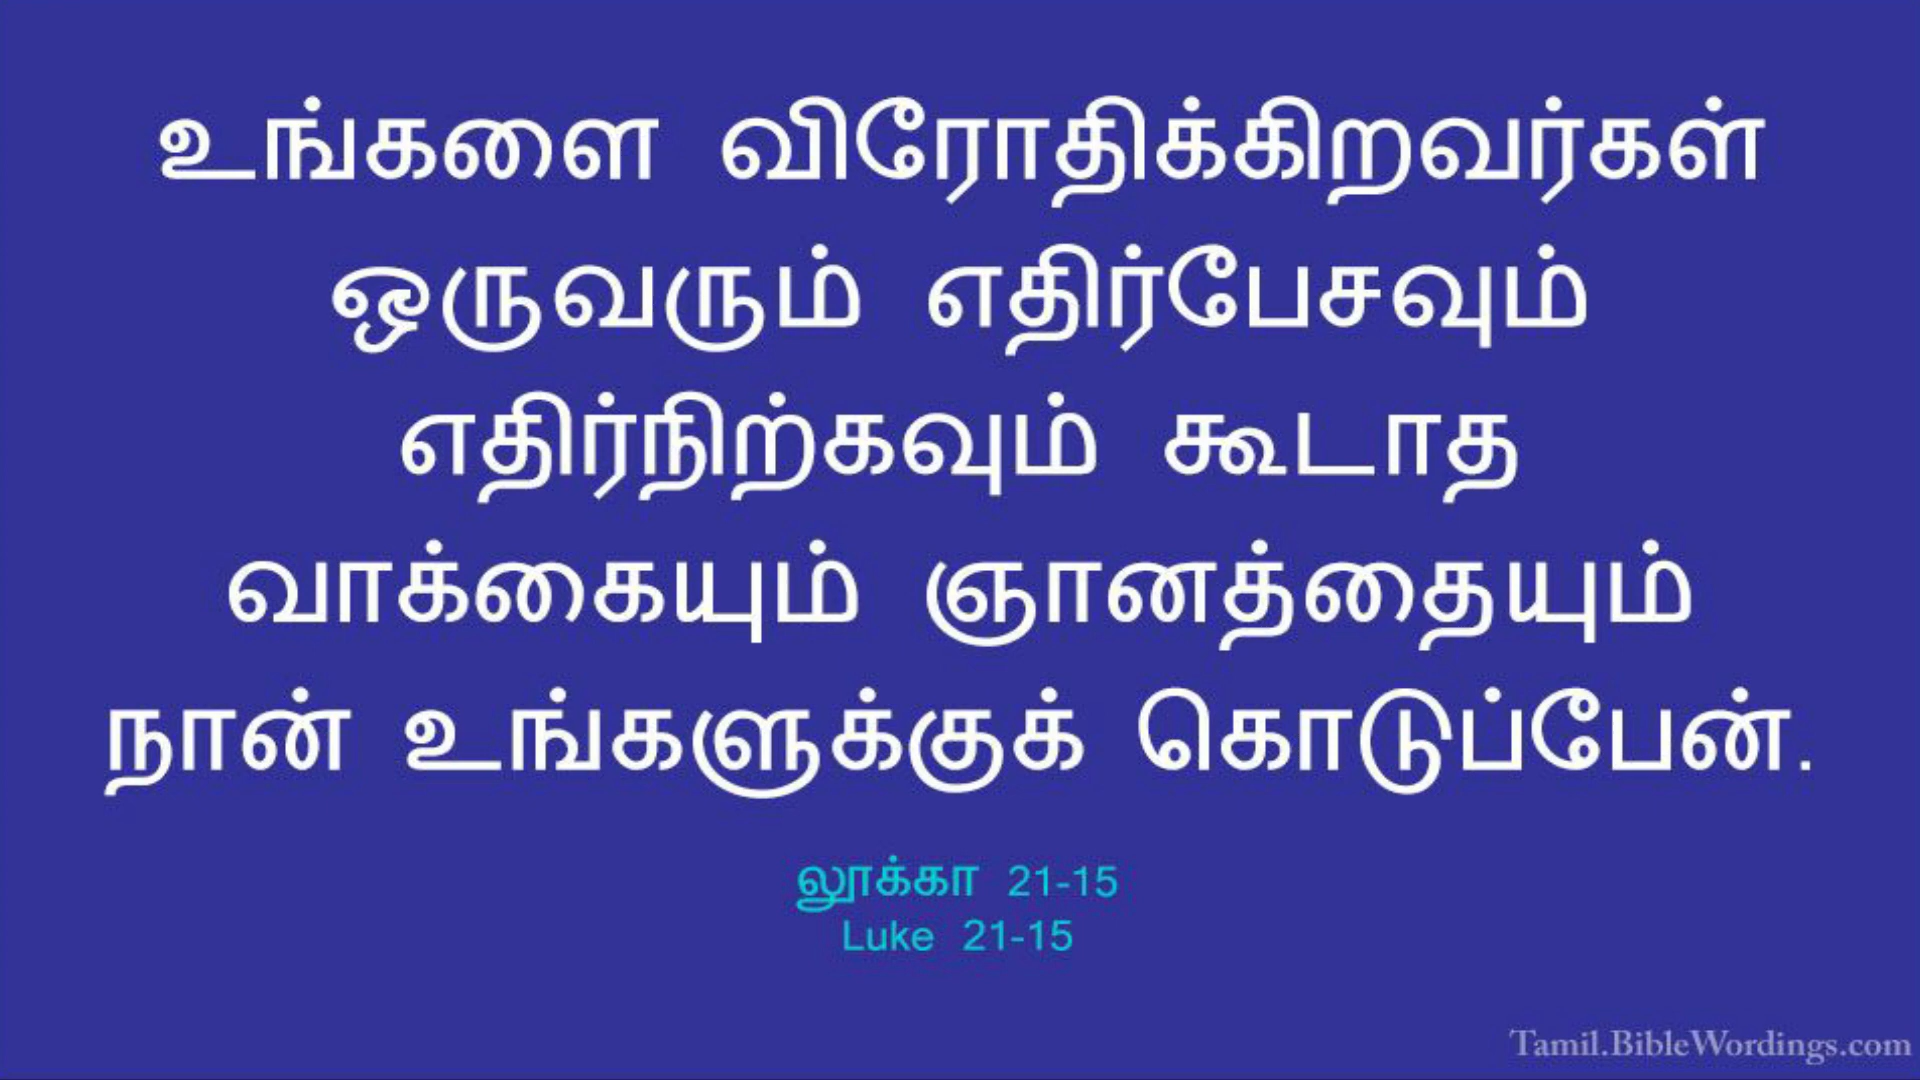 உங்களை விரோதிக்கிறவர்கள்
ஒருவரும் எதிர்பேசவும்
எதிர்நிற்கவும் கூடாத
வாக்கையும் ஞானத்தையும்
நான் உங்களுக்குக் கொடுப்பேன்.
லூக்கா 21-15
Luke 21-15
Tamil.BibleWordings.com